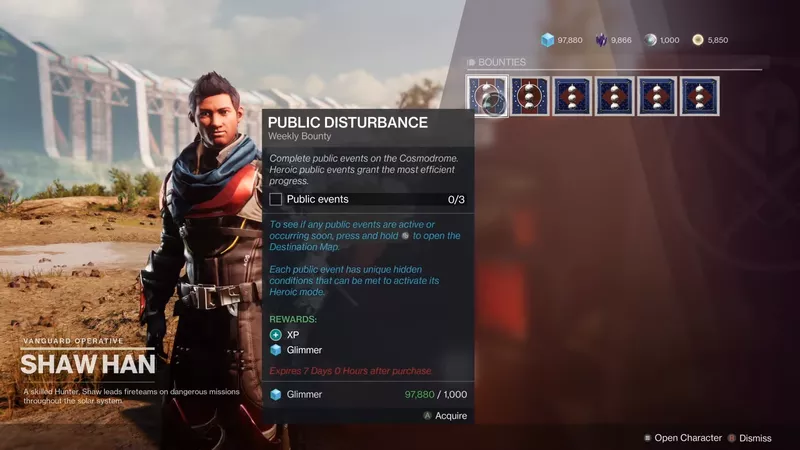 97,880
9,866
1,000
5,850
BOUNTIES
PUBLIC DISTURBANCE
Weekly Bounty
Complete public events on the Cosmodrome.
Heroic public events grant the most efficient
progress.
Public events 0/3
To see if any public events are active or
occurring soon, press and hold to open the
Destination Map.
Each public event has unique hidden
conditions that can be met to activate its
Heroic mode.
REWARDS:
XP
Glimmer
Expires 7 Days 0 Hours after purchase.
Glimmer 97,880 / 1,000
A Acquire
VANGUARD OPERATIVE
SHAW HAN
A skilled Hunter, Shaw leads fireteams on dangerous missions
throughout the solar system.
Open Character
Dismiss